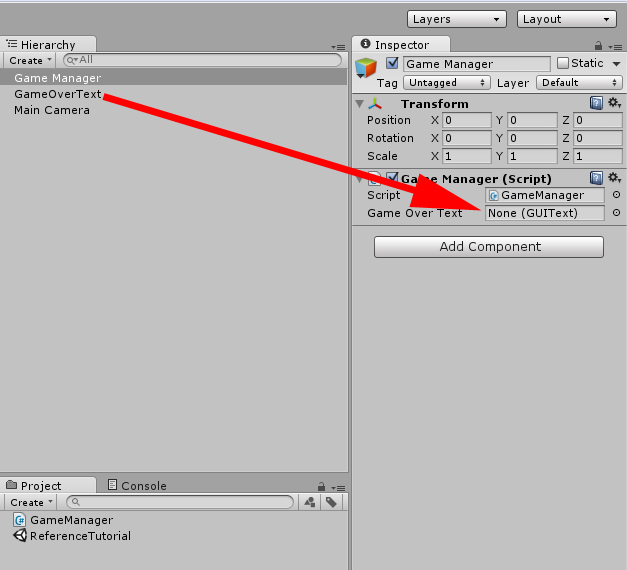 Layers Layout
Hierarchy
Create All
Game Manager
GameOverText
Main Camera
Inspector
Game Manager Static
Tag Untagged Layer Default
Transform
Position X 0 Y 0 Z 0
Rotation X 0 Y 0 Z 0
Scale X 1 Y 1 Z 1
Game Manager (Script)
Script GameManager
Game Over Text None (GUIText)
Add Component
Project Console
Create
GameManager
ReferenceTutorial